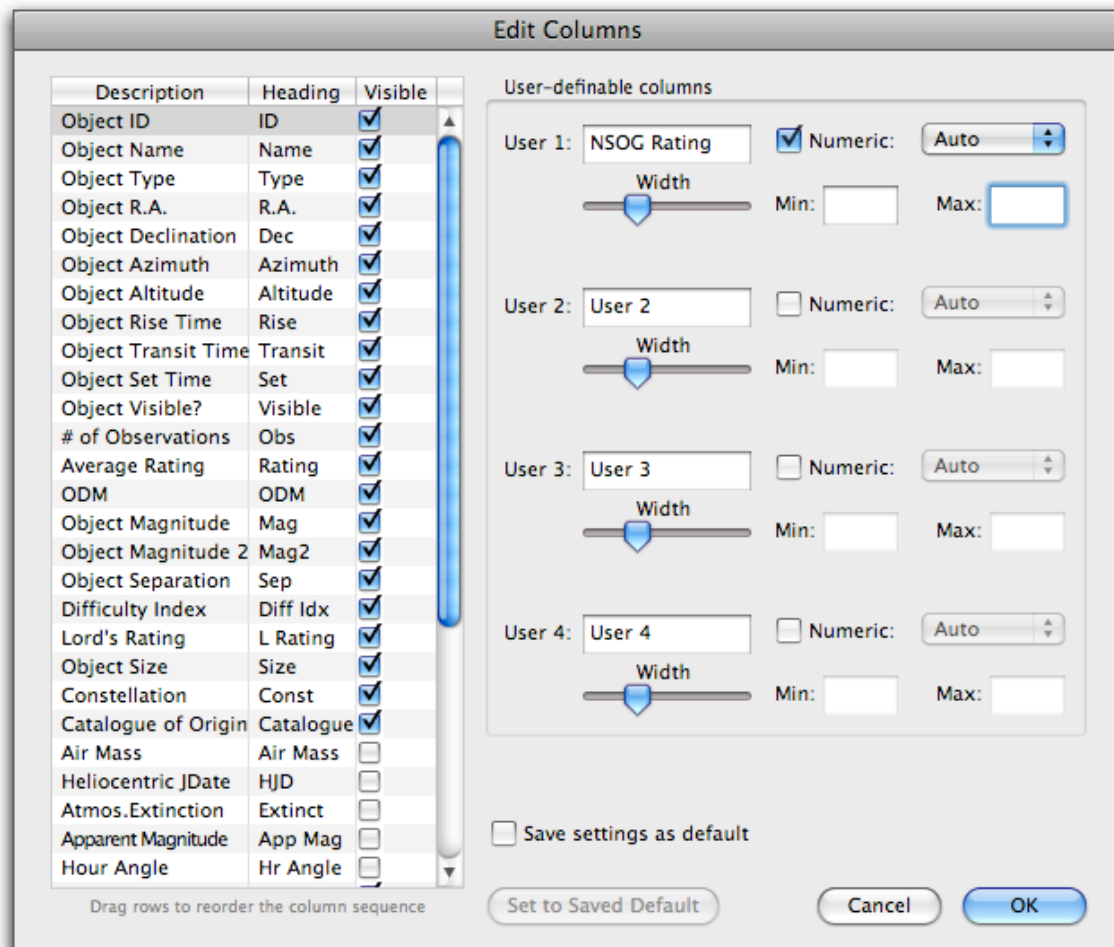 Edit Columns
Description Heading Visible
Object ID ID
Object Name Name
Object Type Type
Object R.A. R.A.
Object Declination Dec
Object Azimuth Azimuth
Object Altitude Altitude
Object Rise Time Rise
Object Transit Time Transit
Object Set Time Set
Object Visible? Visible
# of Observations Obs
Average Rating Rating
ODM ODM
Object Magnitude Mag
Object Magnitude 2 Mag2
Object Separation Sep
Difficulty Index Diff Idx
Lord's Rating L Rating
Object Size Size
Constellation Const
Catalogue of Origin Catalogue
Air Mass Air Mass
Heliocentric JDate HJD
Atmos.Extinction Extinct
Apparent Magnitude App Mag
Hour Angle Hr Angle
Drag rows to reorder the column sequence
User-definable columns
User 1: NSOG Rating Numeric: Auto
Width
Min: Max:
User 2: User 2 Numeric: Auto
Width
Min: Max:
User 3: User 3 Numeric: Auto
Width
Min: Max:
User 4: User 4 Numeric: Auto
Width
Min: Max:
Save settings as default
Set to Saved Default Cancel OK